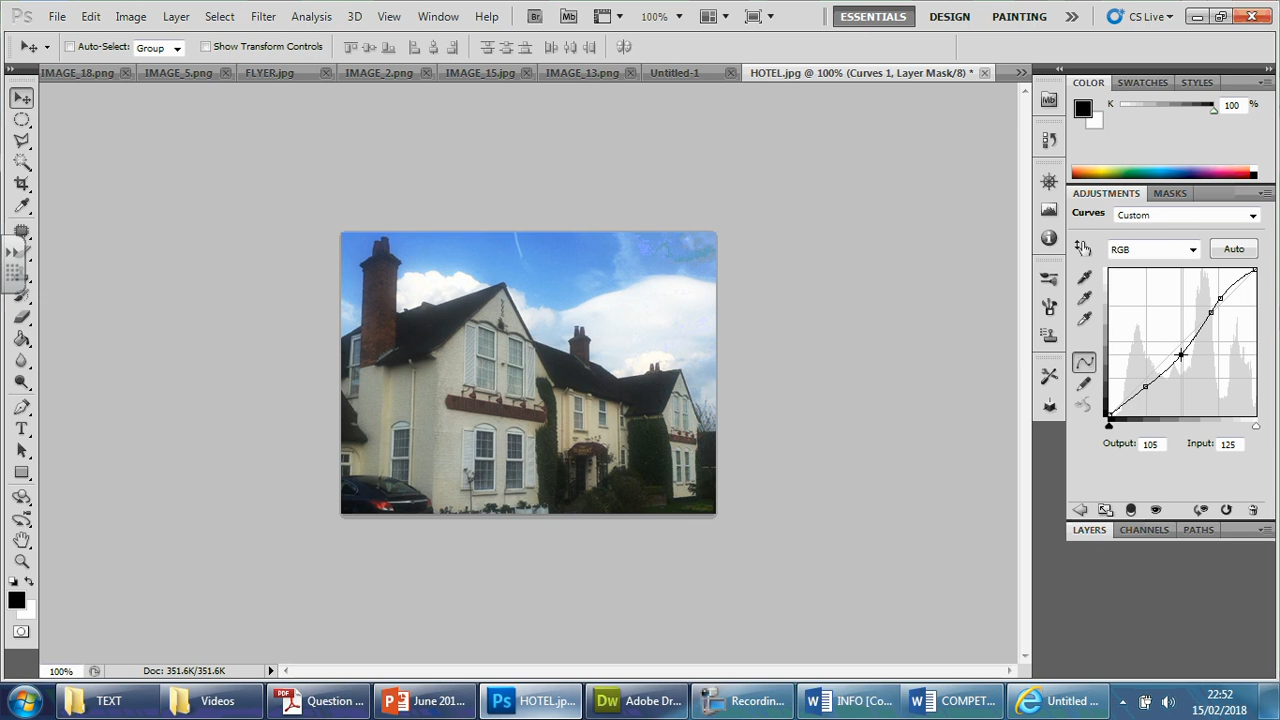 Ps File Edit Image Layer Select Filter Analysis 3D View Window Help Br Mb 100% ESSENTIALS DESIGN PAINTING CS Live
Auto-Select: Group Show Transform Controls
IMAGE_18.png IMAGE_5.png FLYER.jpg IMAGE_2.png IMAGE_15.jpg IMAGE_13.png Untitled-1 HOTEL.jpg @ 100% (Curves 1, Layer Mask/8) *
COLOR SWATCHES STYLES
Mb
K 100 %
ADJUSTMENTS MASKS
Curves Custom
RGB Auto
Output: 105 Input: 125
LAYERS CHANNELS PATHS
100% Doc: 351.6K/351.6K
TEXT Videos Question ... June 201... HOTEL.jp... Adobe Dr... Recordin... INFO [Co... COMPET... Untitled ...
22:52
15/02/2018